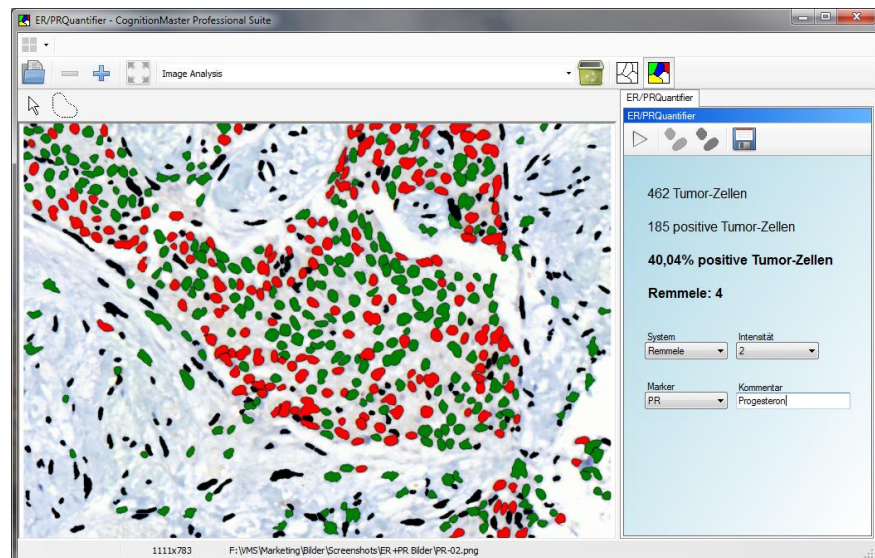 ER/PRQuantifier - CognitionMaster Professional Suite
Image Analysis
ER/PRQuantifier
ER/PRQuantifier
462 Tumor-Zellen
185 positive Tumor-Zellen
40,04% positive Tumor-Zellen
Remmele: 4
System Intensität
Remmele 2
Marker Kommentar
PR Progesteron
1111x783 F:\VMS\Marketing\Bilder\Screenshots\ER +PR Bilder\PR-02.png